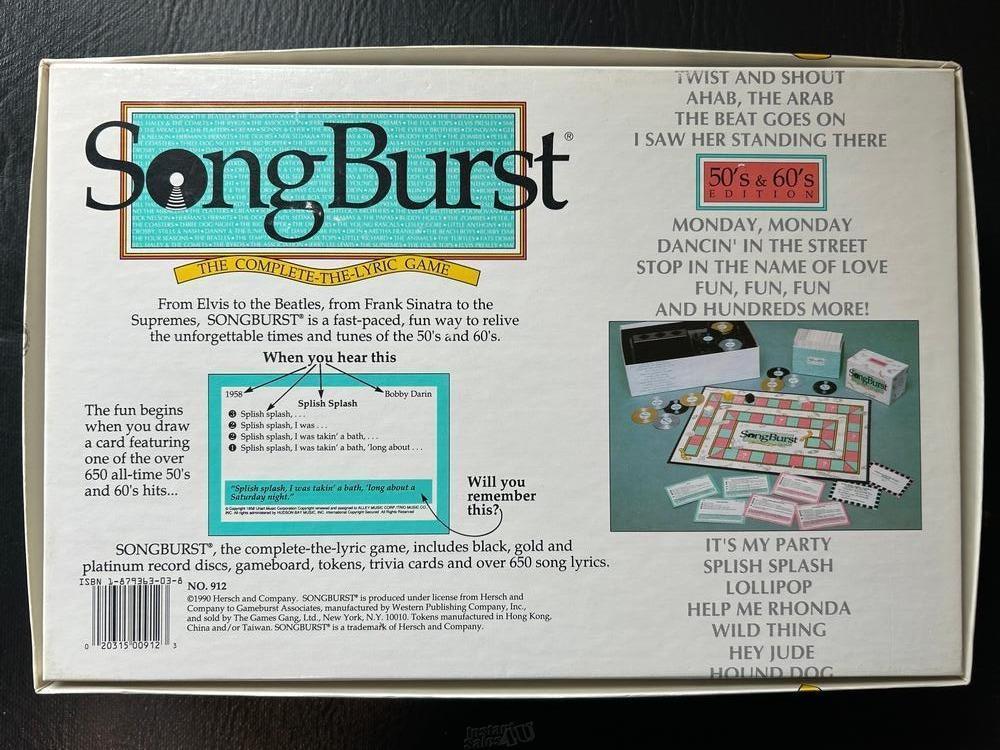 SongBurst®
THE COMPLETE-THE-LYRIC GAME
From Elvis to the Beatles, from Frank Sinatra to the
Supremes, SONGBURST® is a fast-paced, fun way to relive
the unforgettable times and tunes of the 50's and 60's.
When you hear this
The fun begins
when you draw
a card featuring
one of the over
650 all-time 50's
and 60's hits...
1958
Bobby Darin
Splish Splash
3 Splish splash, . . .
2 Splish splash, I was . . .
2 Splish splash, I was takin' a bath, . . .
1 Splish splash, I was takin' a bath, 'long about . . .
"Splish splash, I was takin' a bath, 'long about a
Saturday night."
Will you
remember
this?
SONGBURST®, the complete-the-lyric game, includes black, gold and
platinum record discs, gameboard, tokens, trivia cards and over 650 song lyrics.
ISBN 1-879363-03-8
0 20315 00912 3
NO. 912
©1990 Hersch and Company. SONGBURST® is produced under license from Hersch and
Company to Gameburst Associates, manufactured by Western Publishing Company, Inc.,
and sold by The Games Gang, Ltd., New York, N.Y. 10010. Tokens manufactured in Hong Kong,
China and/or Taiwan. SONGBURST® is a trademark of Hersch and Company.
TWIST AND SHOUT
AHAB, THE ARAB
THE BEAT GOES ON
I SAW HER STANDING THERE
50's & 60's
EDITION
MONDAY, MONDAY
DANCIN' IN THE STREET
STOP IN THE NAME OF LOVE
FUN, FUN, FUN
AND HUNDREDS MORE!
SongBurst
SongBurst
IT'S MY PARTY
SPLISH SPLASH
LOLLIPOP
HELP ME RHONDA
WILD THING
HEY JUDE
HOUND DOG